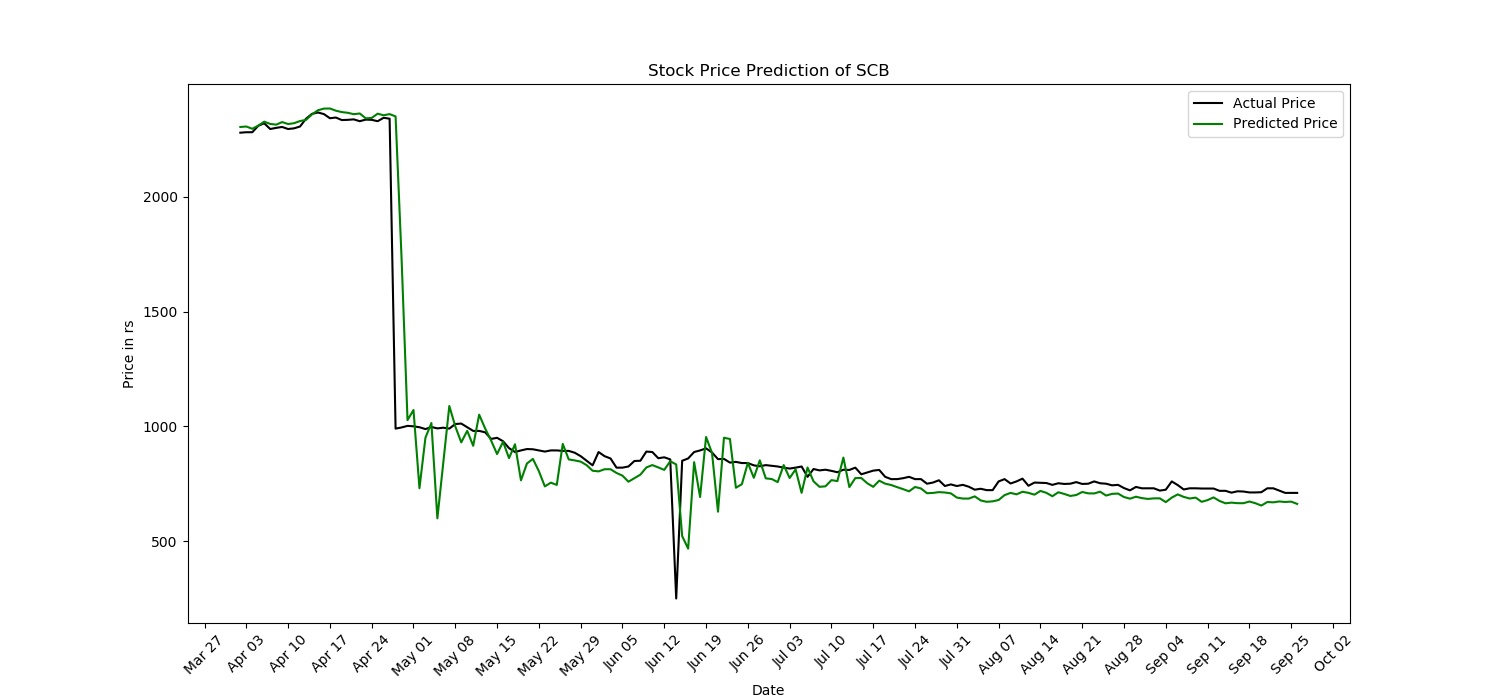 Stock Price Prediction of SCB
Actual Price
Predicted Price
Price in rs
2000
1500
1000
500
Mar 27
Apr 03
Apr 10
Apr 17
Apr 24
May 01
May 08
May 15
May 22
May 29
Jun 05
Jun 12
Jun 19
Jun 26
Jul 03
Jul 10
Jul 17
Jul 24
Jul 31
Aug 07
Aug 14
Aug 21
Aug 28
Sep 04
Sep 11
Sep 18
Sep 25
Oct 02
Date